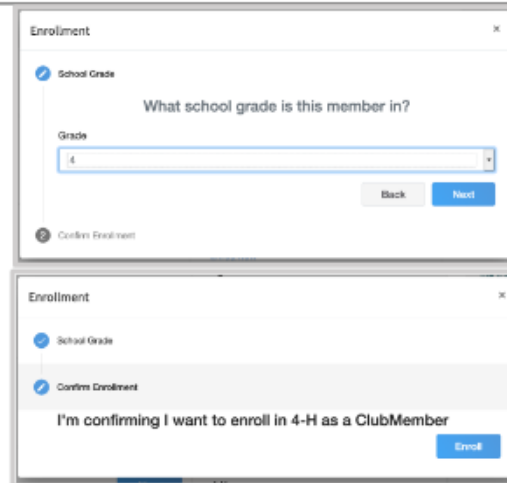 Enrollment
×
School Grade
What school grade is this member in?
Grade
4
Back Next
2 Confirm Enrollment
Enrollment
×
School Grade
Confirm Enrollment
I'm confirming I want to enroll in 4-H as a ClubMember
Enroll